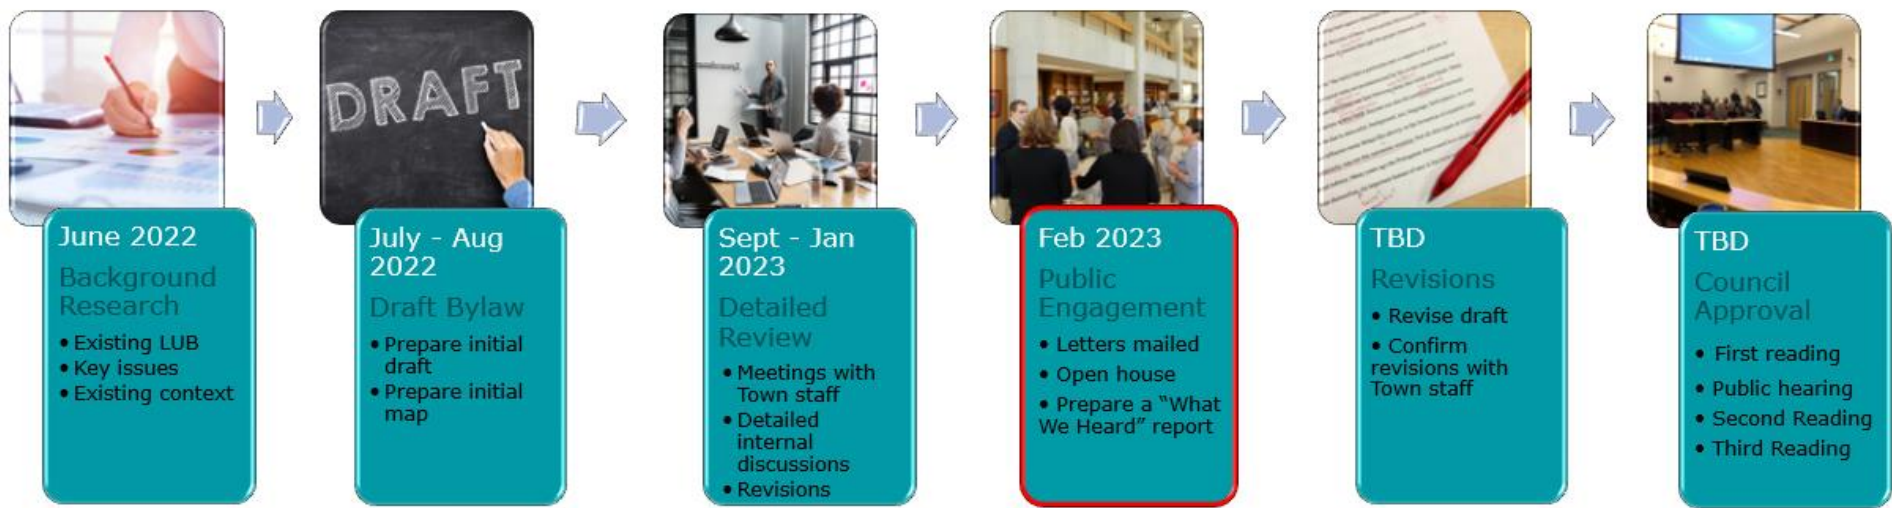 DRAFT
June 2022
Background
Research
• Existing LUB
• Key issues
• Existing context
July - Aug
2022
Draft Bylaw
• Prepare initial
draft
• Prepare initial
map
Sept - Jan
2023
Detailed
Review
• Meetings with
Town staff
• Detailed
internal
discussions
• Revisions
Feb 2023
Public
Engagement
• Letters mailed
• Open house
• Prepare a “What
We Heard” report
TBD
Revisions
• Revise draft
• Confirm
revisions with
Town staff
TBD
Council
Approval
• First reading
• Public hearing
• Second Reading
• Third Reading